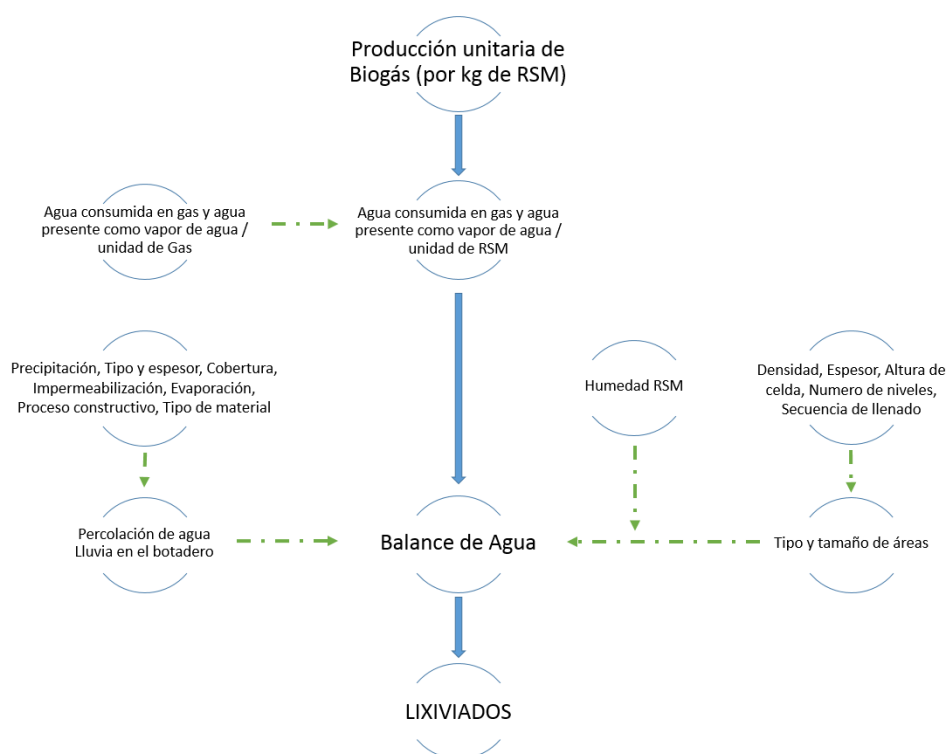 Producción unitaria de
Biogás (por kg de RSM)
Agua consumida en gas y agua
presente como vapor de agua /
unidad de Gas
Agua consumida en gas y agua
presente como vapor de agua /
unidad de RSM
Precipitación, Tipo y espesor, Cobertura,
Impermeabilización, Evaporación,
Proceso constructivo, Tipo de material
Humedad RSM
Densidad, Espesor, Altura de
celda, Numero de niveles,
Secuencia de llenado
Percolación de agua
Lluvia en el botadero
Balance de Agua
Tipo y tamaño de áreas
LIXIVIADOS